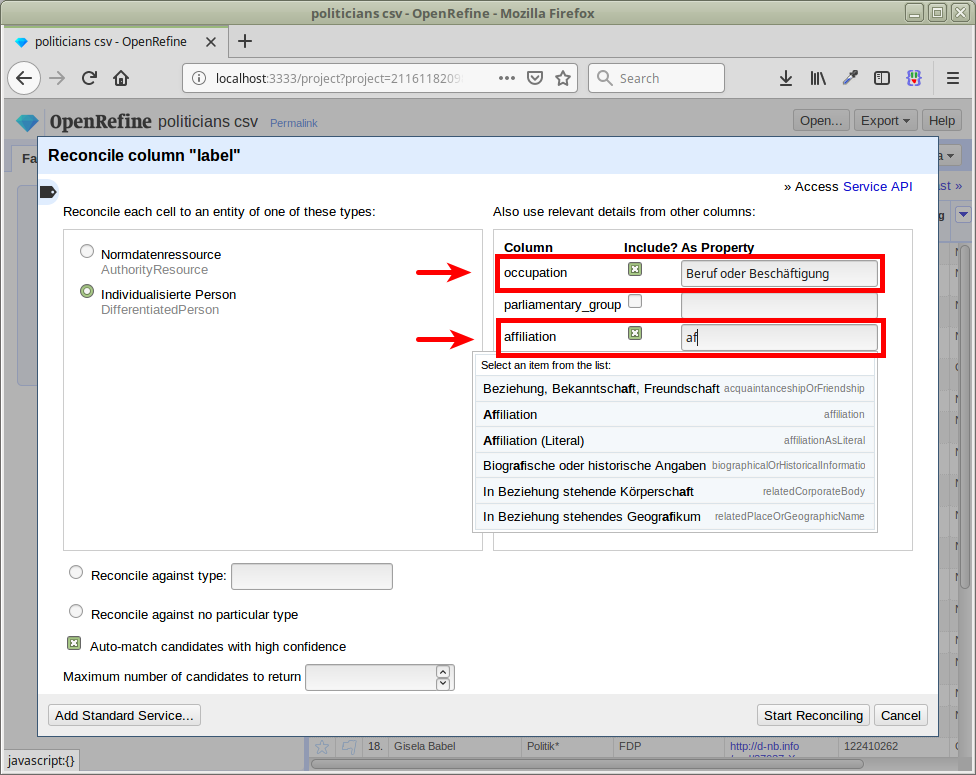 politicians csv - OpenRefine - Mozilla Firefox
politicians csv - OpenRefine
localhost:3333/project?project=211611820
Search
OpenRefine politicians csv Permalink
Open...
Export
Help
Reconcile column "label"
» Access Service API
Reconcile each cell to an entity of one of these types:
Also use relevant details from other columns:
Normdatenressource
AuthorityResource
Individualisierte Person
DifferentiatedPerson
Column Include? As Property
occupation Beruf oder Beschäftigung
parliamentary_group
affiliation af
Select an item from the list:
Beziehung, Bekanntschaft, Freundschaft acquaintanceshipOrFriendship
Affiliation affiliation
Affiliation (Literal) affiliationAsLiteral
Biografische oder historische Angaben biographicalOrHistoricalInformatio
In Beziehung stehende Körperschaft relatedCorporateBody
In Beziehung stehendes Geografikum relatedPlaceOrGeographicName
Reconcile against type:
Reconcile against no particular type
Auto-match candidates with high confidence
Maximum number of candidates to return
Add Standard Service...
Start Reconciling
Cancel
18. Gisela Babel Politik* FDP http://d-nb.info 122410262
javascript:{}